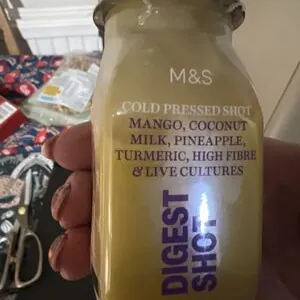 M&S
COLD PRESSED SHOT
MANGO, COCONUT
MILK, PINEAPPLE,
TURMERIC, HIGH FIBRE
& LIVE CULTURES
DIGEST
SHOT